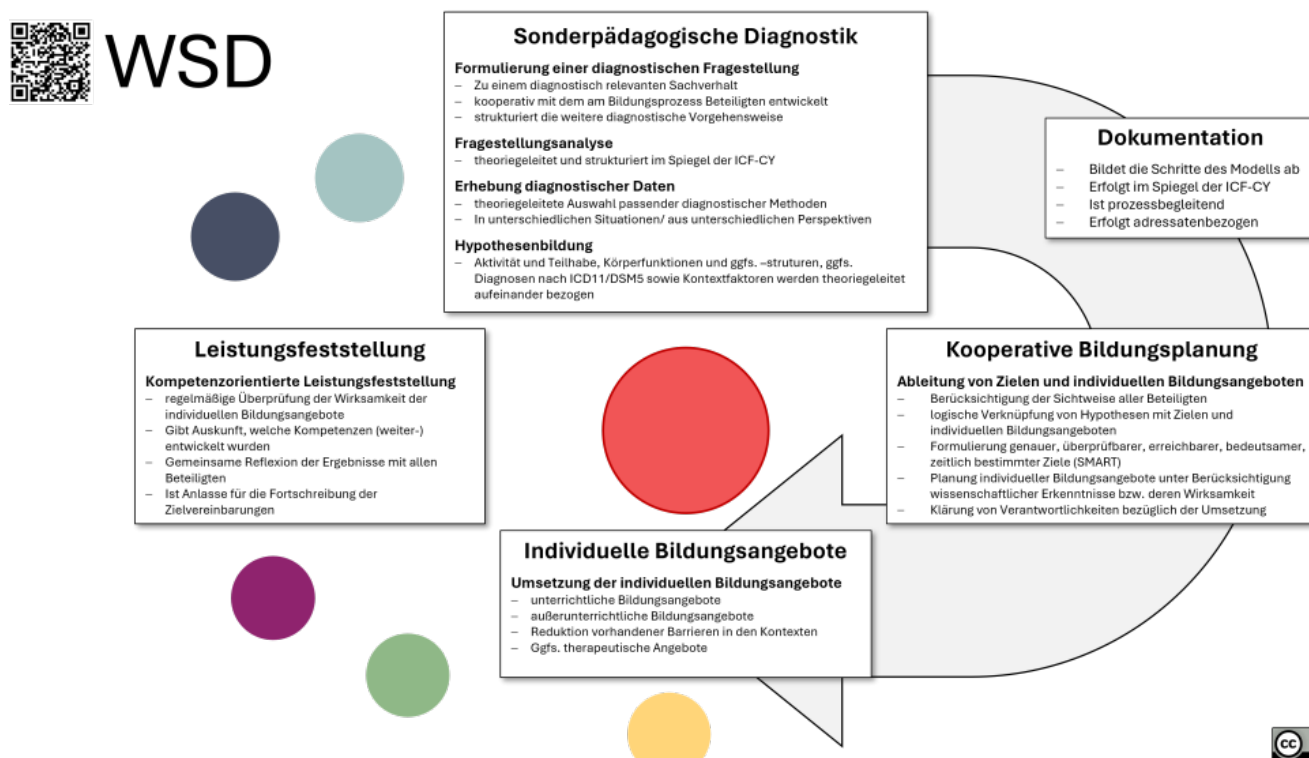 WSD
Sonderpädagogische Diagnostik
Formulierung einer diagnostischen Fragestellung
– Zu einem diagnostisch relevanten Sachverhalt
– kooperativ mit dem am Bildungsprozess Beteiligten entwickelt
– strukturiert die weitere diagnostische Vorgehensweise
Fragestellungsanalyse
– theoriegeleitet und strukturiert im Spiegel der ICF-CY
Erhebung diagnostischer Daten
– theoriegeleitete Auswahl passender diagnostischer Methoden
– In unterschiedlichen Situationen/ aus unterschiedlichen Perspektiven
Hypothesenbildung
– Aktivität und Teilhabe, Körperfunktionen und ggfs. –struturen, ggfs.
Diagnosen nach ICD11/DSM5 sowie Kontextfaktoren werden theoriegeleitet
aufeinander bezogen
Dokumentation
– Bildet die Schritte des Modells ab
– Erfolgt im Spiegel der ICF-CY
– Ist prozessbegleitend
– Erfolgt adressatenbezogen
Leistungsfeststellung
Kompetenzorientierte Leistungsfeststellung
– regelmäßige Überprüfung der Wirksamkeit der
individuellen Bildungsangebote
– Gibt Auskunft, welche Kompetenzen (weiter-)
entwickelt wurden
– Gemeinsame Reflexion der Ergebnisse mit allen
Beteiligten
– Ist Anlasse für die Fortschreibung der
Zielvereinbarungen
Kooperative Bildungsplanung
Ableitung von Zielen und individuellen Bildungsangeboten
– Berücksichtigung der Sichtweise aller Beteiligten
– logische Verknüpfung von Hypothesen mit Zielen und
individuellen Bildungsangeboten
– Formulierung genauer, überprüfbarer, erreichbarer, bedeutsamer,
zeitlich bestimmter Ziele (SMART)
– Planung individueller Bildungsangebote unter Berücksichtigung
wissenschaftlicher Erkenntnisse bzw. deren Wirksamkeit
– Klärung von Verantwortlichkeiten bezüglich der Umsetzung
Individuelle Bildungsangebote
Umsetzung der individuellen Bildungsangebote
– unterrichtliche Bildungsangebote
– außerunterrichtliche Bildungsangebote
– Reduktion vorhandener Barrieren in den Kontexten
– Ggfs. therapeutische Angebote
cc